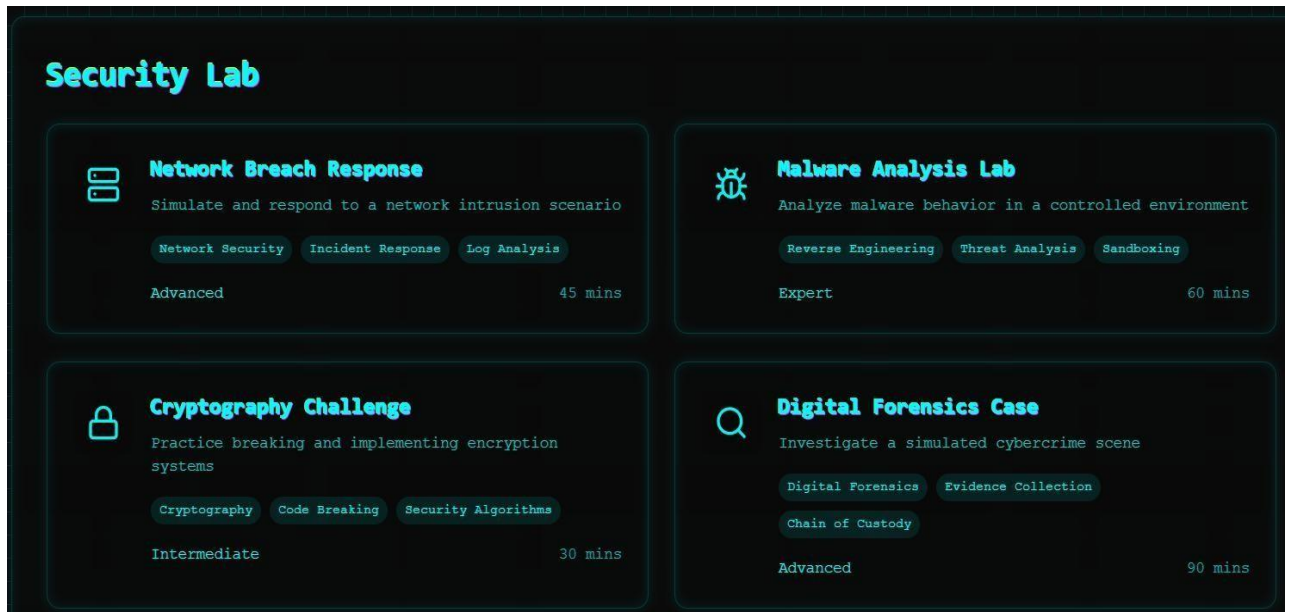 Security Lab
Network Breach Response
Simulate and respond to a network intrusion scenario
Network Security Incident Response Log Analysis
Advanced 45 mins
Malware Analysis Lab
Analyze malware behavior in a controlled environment
Reverse Engineering Threat Analysis Sandboxing
Expert 60 mins
Cryptography Challenge
Practice breaking and implementing encryption
systems
Cryptography Code Breaking Security Algorithms
Intermediate 30 mins
Digital Forensics Case
Investigate a simulated cybercrime scene
Digital Forensics Evidence Collection
Chain of Custody
Advanced 90 mins